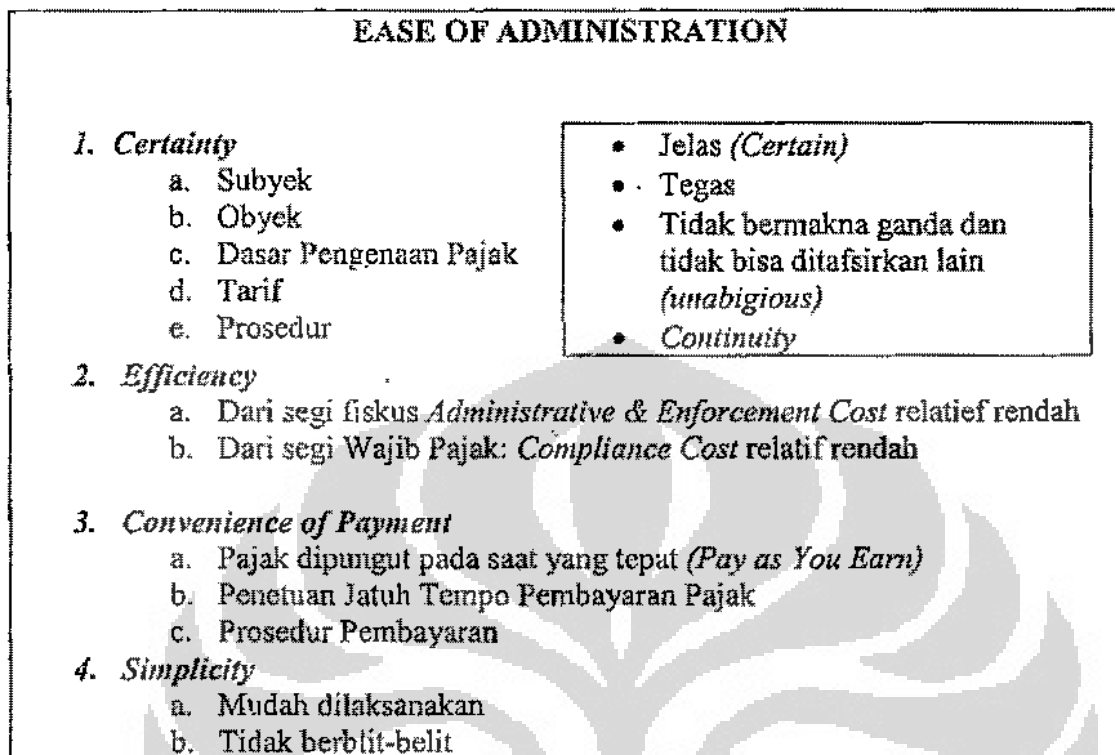 EASE OF ADMINISTRATION
1. Certainty
a. Subyek
b. Obyek
c. Dasar Pengenaan Pajak
d. Tarif
e. Prosedur
• Jelas (Certain)
• Tegas
• Tidak bermakna ganda dan
tidak bisa ditafsirkan lain
(unabigious)
• Continuity
2. Efficiency
a. Dari segi fiskus Administrative & Enforcement Cost relatief rendah
b. Dari segi Wajib Pajak: Compliance Cost relatif rendah
3. Convenience of Payment
a. Pajak dipungut pada saat yang tepat (Pay as You Earn)
b. Penetuan Jatuh Tempo Pembayaran Pajak
c. Prosedur Pembayaran
4. Simplicity
a. Mudah dilaksanakan
b. Tidak berblit-belit